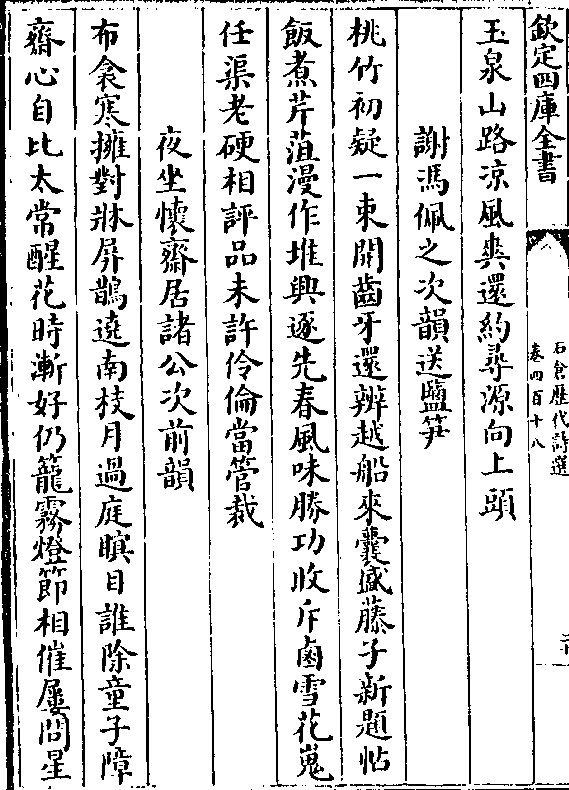 欽定四庫全書
石倉歷代詩選
卷四百十八
玉泉山路凉風爽還約尋源向上頭
謝馮佩之次韻送鹽笋
桃竹初疑一束開齒牙還辨越船來囊盛藤子新題帖
飯煮芹葅漫作堆興逐先春風味勝功收斥鹵雪花嵬
任渠老硬相評品未許伶倫當管裁
夜坐懷齋居諸公次前韻
布衾寒擁對牀屏鵲遶南枝月過庭瞑目誰除童子障
齋心自比太常醒花時漸好仍籠霧燈節相催屢問星